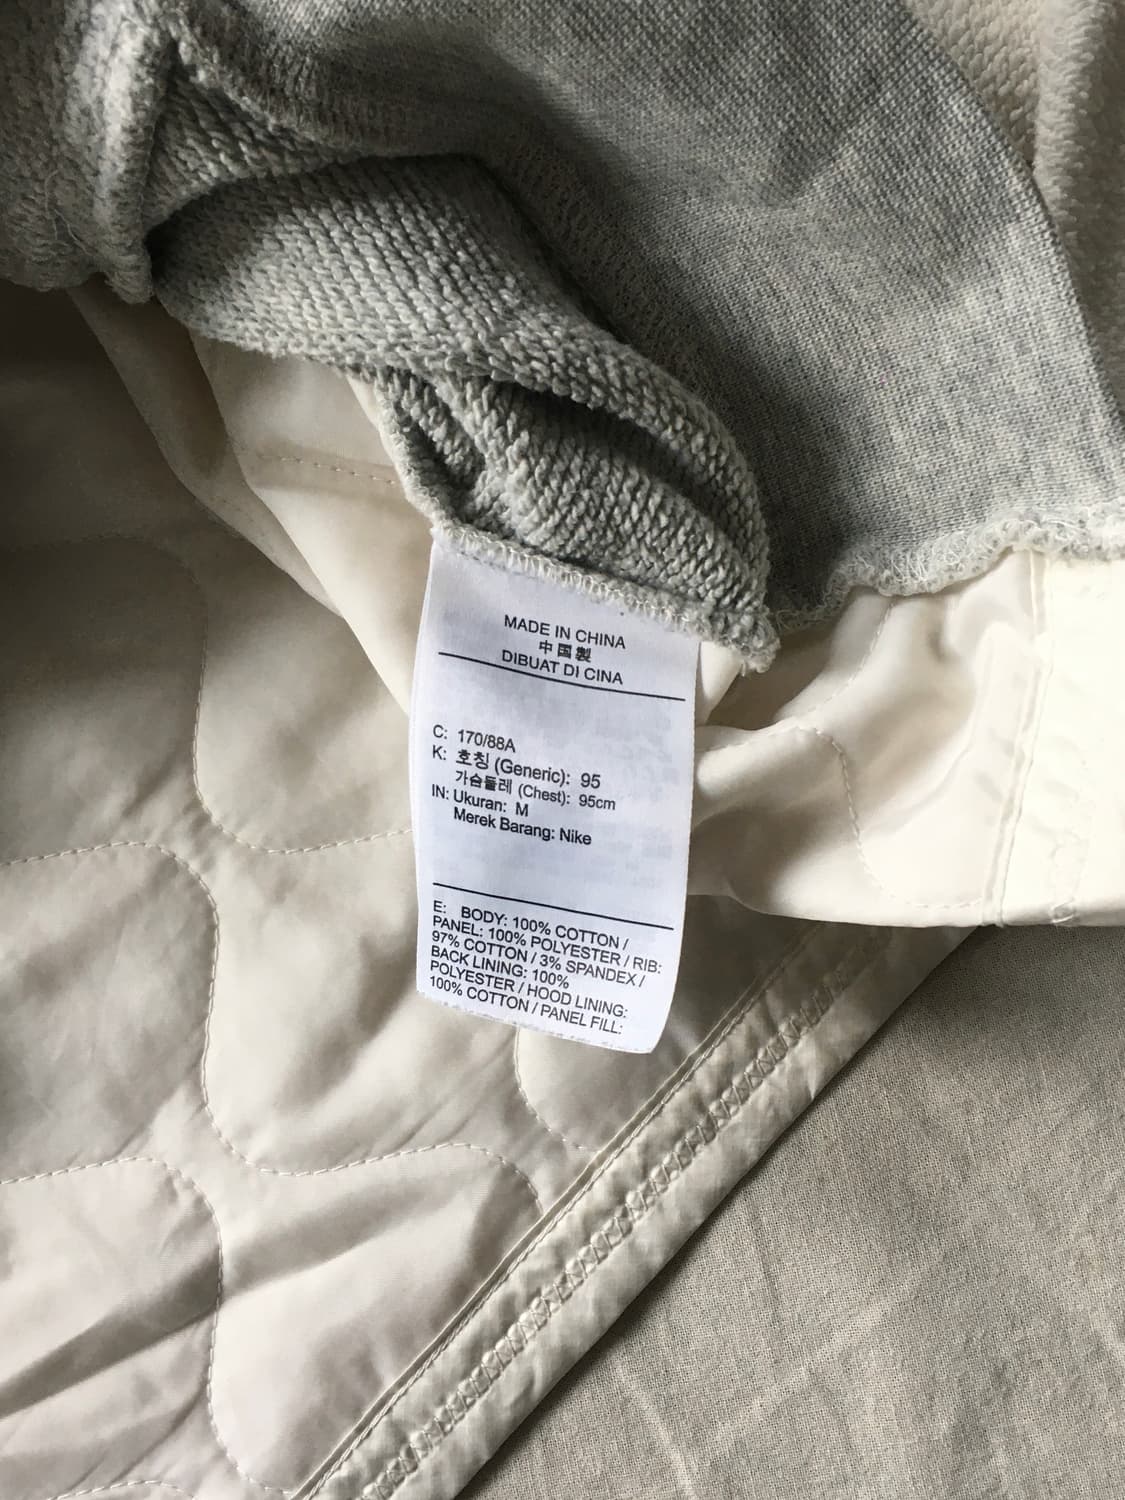 MADE IN CHINA
中国製
DIBUAT DI CINA
C: 170/88A
K: 호칭 (Generic): 95
가슴둘레 (Chest): 95cm
IN: Ukuran: M
Merek Barang: Nike
E: BODY: 100% COTTON /
PANEL: 100% POLYESTER / RIB:
97% COTTON / 3% SPANDEX /
BACK LINING: 100%
POLYESTER / HOOD LINING:
100% COTTON / PANEL FILL: